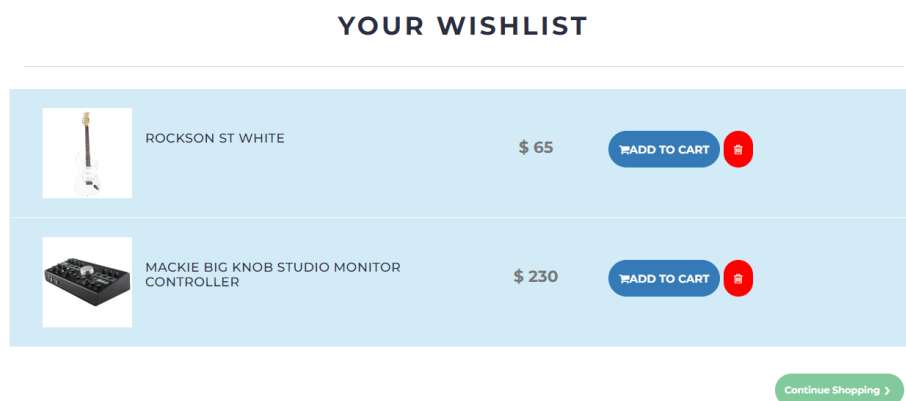 YOUR WISHLIST
ROCKSON ST WHITE
$ 65
ADD TO CART
MACKIE BIG KNOB STUDIO MONITOR
CONTROLLER
$ 230
ADD TO CART
Continue Shopping ❯